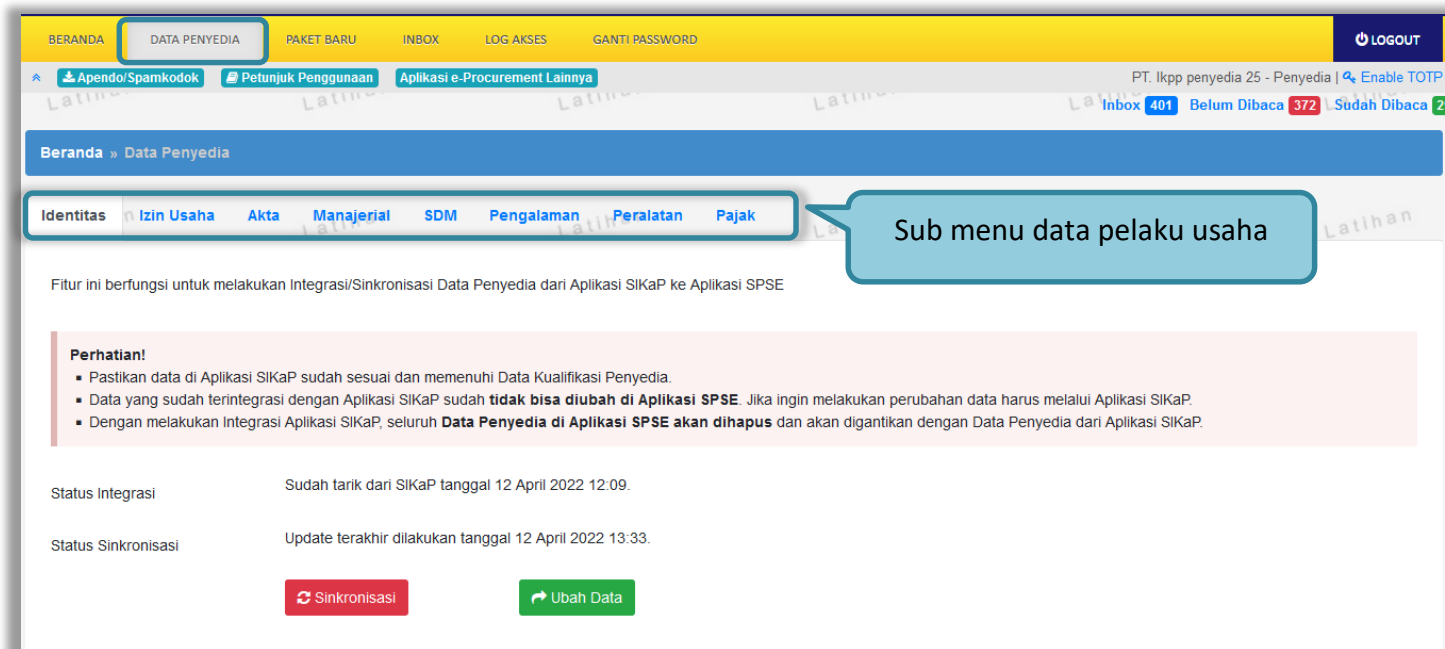 BERANDA DATA PENYEDIA PAKET BARU INBOX LOG AKSES GANTI PASSWORD LOGOUT
Apendo/Spamkodok Petunjuk Penggunaan Aplikasi e-Procurement Lainnya PT. lkpp penyedia 25 - Penyedia | Enable TOTP
Inbox 401 Belum Dibaca 372 Sudah Dibaca 2
Beranda » Data Penyedia
Identitas Izin Usaha Akta Manajerial SDM Pengalaman Peralatan Pajak
Sub menu data pelaku usaha
Latihan
Fitur ini berfungsi untuk melakukan Integrasi/Sinkronisasi Data Penyedia dari Aplikasi SIKaP ke Aplikasi SPSE
Perhatian!
▪ Pastikan data di Aplikasi SIKaP sudah sesuai dan memenuhi Data Kualifikasi Penyedia.
▪ Data yang sudah terintegrasi dengan Aplikasi SIKaP sudah tidak bisa diubah di Aplikasi SPSE. Jika ingin melakukan perubahan data harus melalui Aplikasi SIKaP.
▪ Dengan melakukan Integrasi Aplikasi SIKaP, seluruh Data Penyedia di Aplikasi SPSE akan dihapus dan akan digantikan dengan Data Penyedia dari Aplikasi SIKaP.
Status Integrasi Sudah tarik dari SIKaP tanggal 12 April 2022 12:09.
Status Sinkronisasi Update terakhir dilakukan tanggal 12 April 2022 13:33.
Sinkronisasi Ubah Data